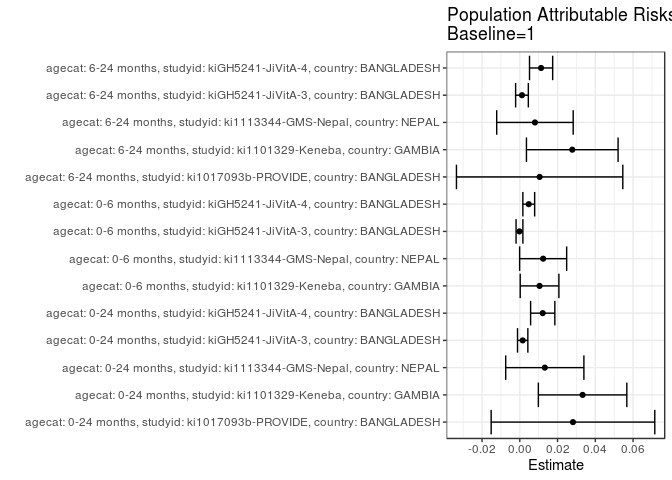 Population Attributable Risks
Baseline=1
agecat: 6-24 months, studyid: kiGH5241-JiVitA-4, country: BANGLADESH
agecat: 6-24 months, studyid: kiGH5241-JiVitA-3, country: BANGLADESH
agecat: 6-24 months, studyid: ki1113344-GMS-Nepal, country: NEPAL
agecat: 6-24 months, studyid: ki1101329-Keneba, country: GAMBIA
agecat: 6-24 months, studyid: ki1017093b-PROVIDE, country: BANGLADESH
agecat: 0-6 months, studyid: kiGH5241-JiVitA-4, country: BANGLADESH
agecat: 0-6 months, studyid: kiGH5241-JiVitA-3, country: BANGLADESH
agecat: 0-6 months, studyid: ki1113344-GMS-Nepal, country: NEPAL
agecat: 0-6 months, studyid: ki1101329-Keneba, country: GAMBIA
agecat: 0-24 months, studyid: kiGH5241-JiVitA-4, country: BANGLADESH
agecat: 0-24 months, studyid: kiGH5241-JiVitA-3, country: BANGLADESH
agecat: 0-24 months, studyid: ki1113344-GMS-Nepal, country: NEPAL
agecat: 0-24 months, studyid: ki1101329-Keneba, country: GAMBIA
agecat: 0-24 months, studyid: ki1017093b-PROVIDE, country: BANGLADESH
-0.02 0.00 0.02 0.04 0.06
Estimate